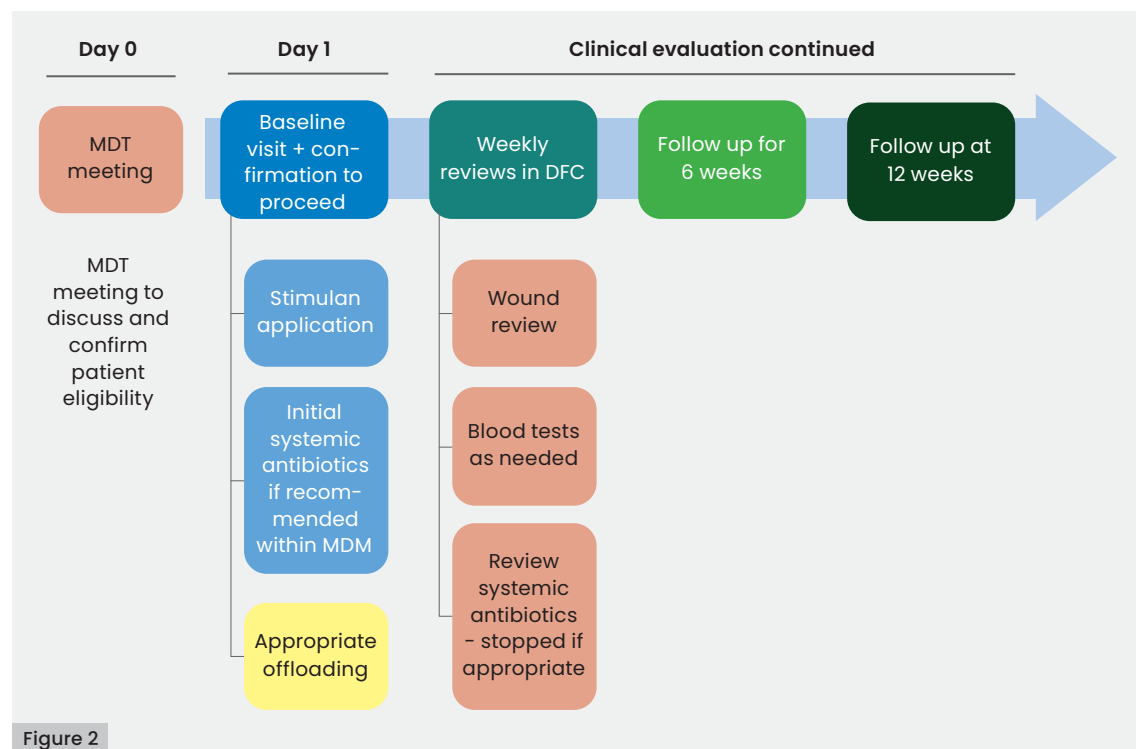 Day 0
Day 1
Clinical evaluation continued
MDT
meeting
Baseline
visit + con-
firmation to
proceed
Weekly
reviews in DFC
Follow up for
6 weeks
Follow up at
12 weeks
MDT
meeting to
discuss and
confirm
patient
eligibility
Stimulan
application
Initial
systemic
antibiotics
if recom-
mended
within MDM
Appropriate
offloading
Wound
review
Blood tests
as needed
Review
systemic
antibiotics
- stopped if
appropriate
Figure 2